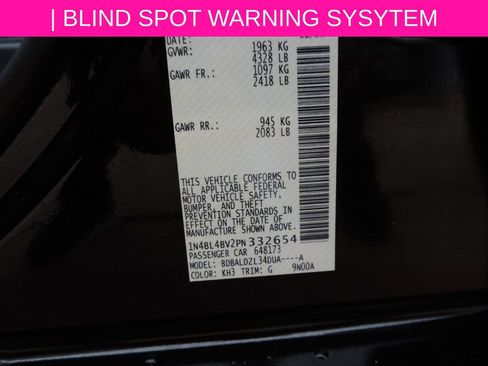 | BLIND SPOT WARNING SYSYTEM
DATE:
GVWR: 1963 KG
4328 LB
GAWR FR.: 1097 KG
2418 LB
GAWR RR.: 945 KG
2083 LB
THIS VEHICLE CONFORMS TO
ALL APPLICABLE FEDERAL
MOTOR VEHICLE SAFETY,
BUMPER, AND THEFT
PREVENTION STANDARDS IN
EFFECT ON THE DATE OF
MANUFACTURE SHOWN ABOVE.
1N4BL4BV2PN332654
PASSENGER CAR 648173
MODEL: BDBALDZL34DUA----A
COLOR: KH3 TRIM: G 9N00A